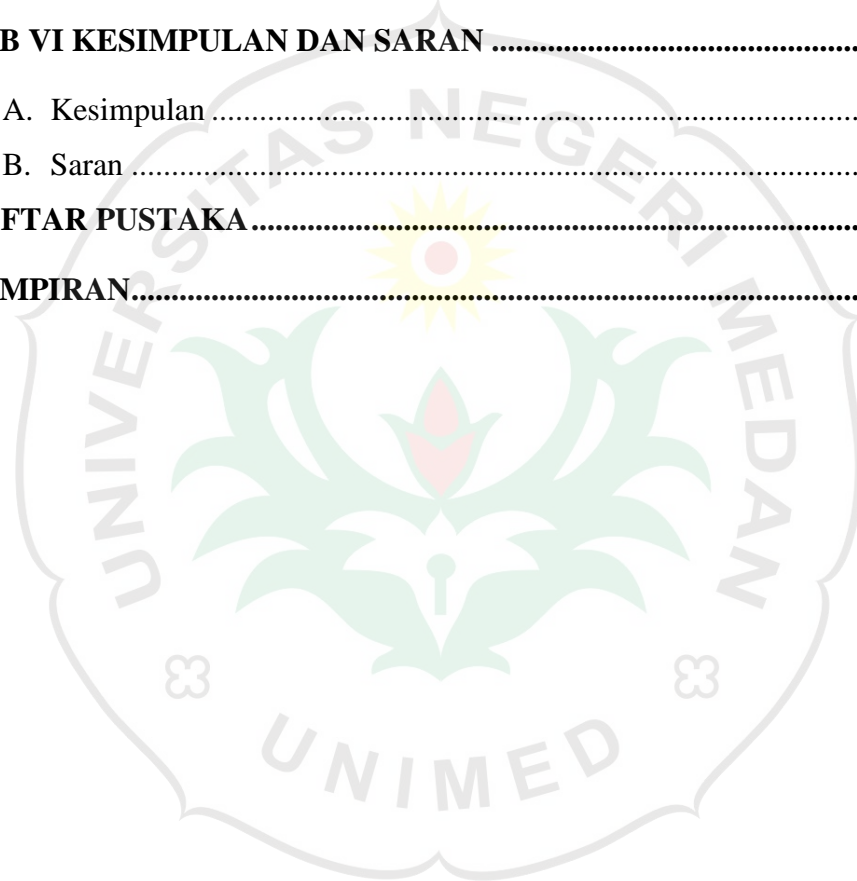 B VI KESIMPULAN DAN SARAN ..........................................................
A. Kesimpulan ..................................................................................
B. Saran ............................................................................................
FTAR PUSTAKA .............................................................................
MPIRAN............................................................................................
UNIVERSITAS NEGERI MEDAN
UNIMED